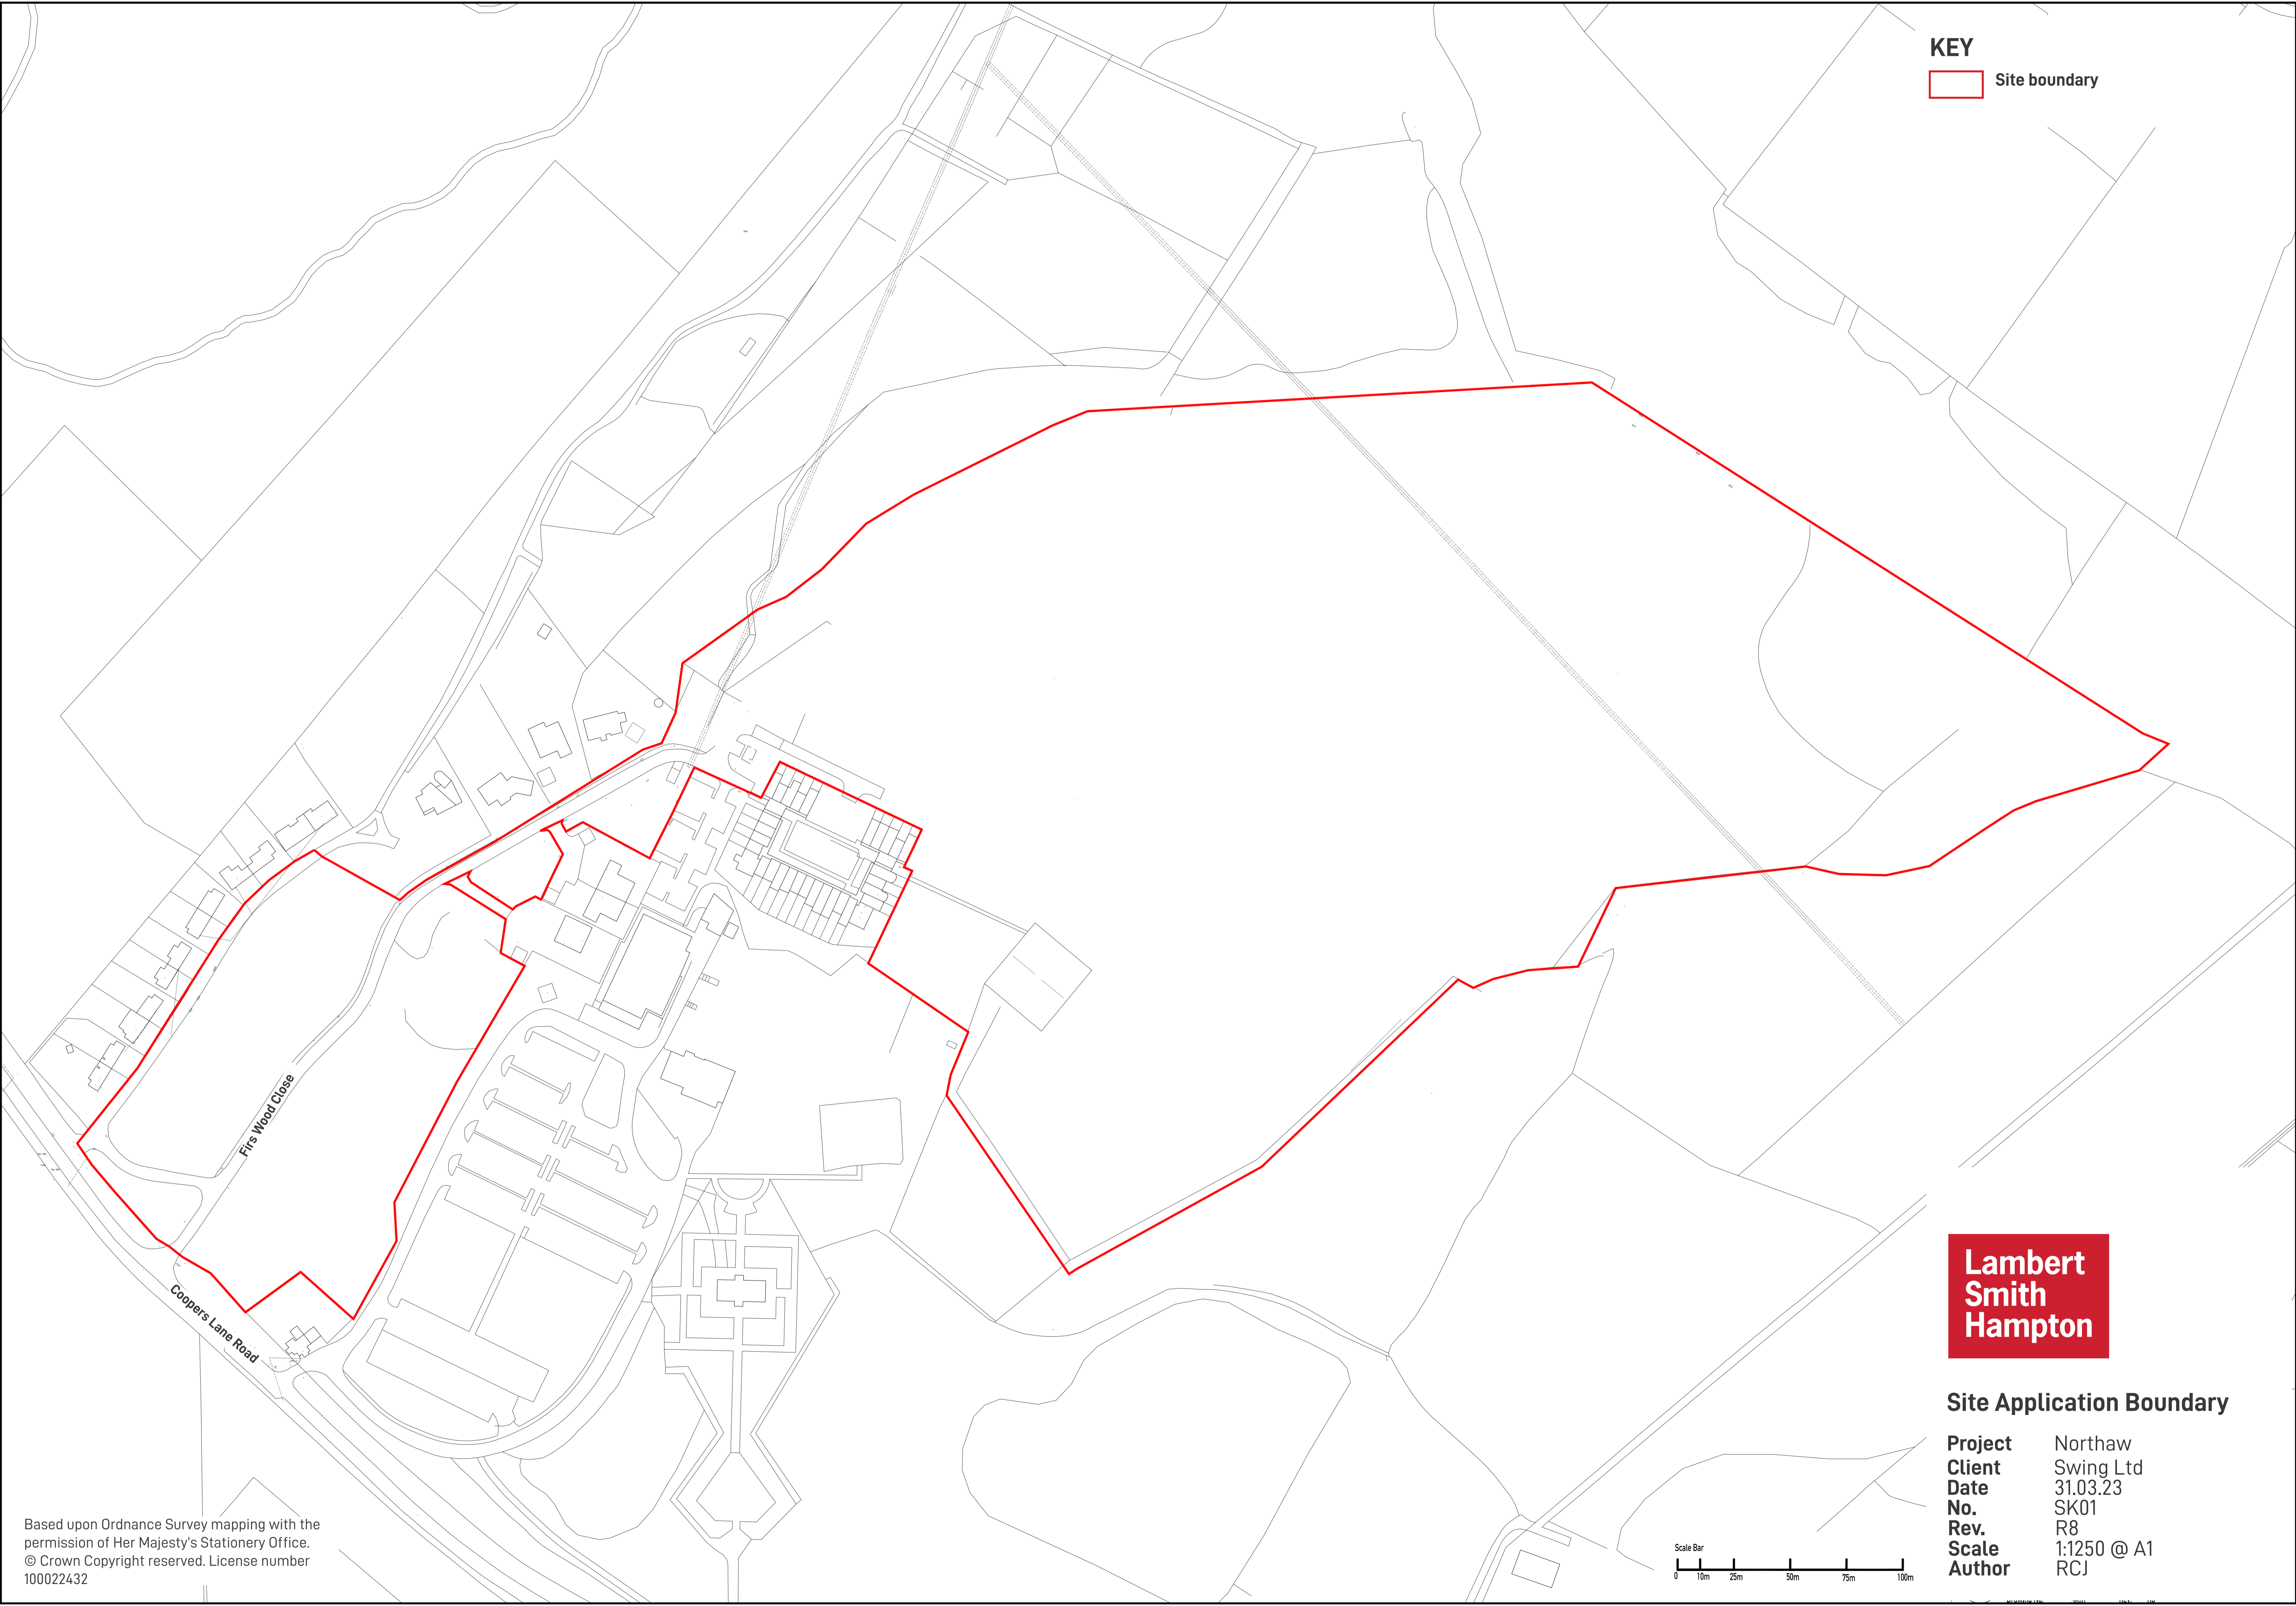 KEY
Site boundary
Firs Wood Close
Coopers Lane Road
Lambert
Smith
Hampton
Site Application Boundary
Project Northaw
Client Swing Ltd
Date 31.03.23
No. SK01
Rev. R8
Scale 1:1250 @ A1
Author RCJ
Scale Bar
0 10m 25m 50m 75m 100m
Based upon Ordnance Survey mapping with the
permission of Her Majesty's Stationery Office.
© Crown Copyright reserved. License number
100022432